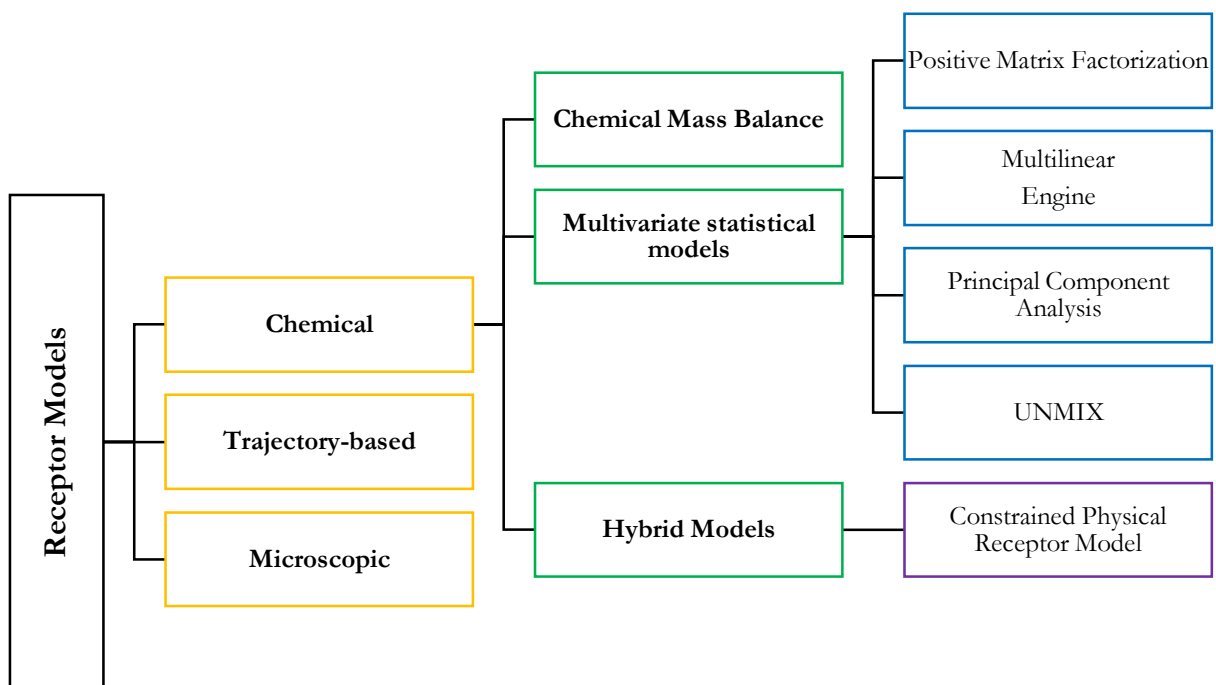 Receptor Models
Chemical
Trajectory-based
Microscopic
Chemical Mass Balance
Multivariate statistical
models
Hybrid Models
Positive Matrix Factorization
Multilinear
Engine
Principal Component
Analysis
UNMIX
Constrained Physical
Receptor Model